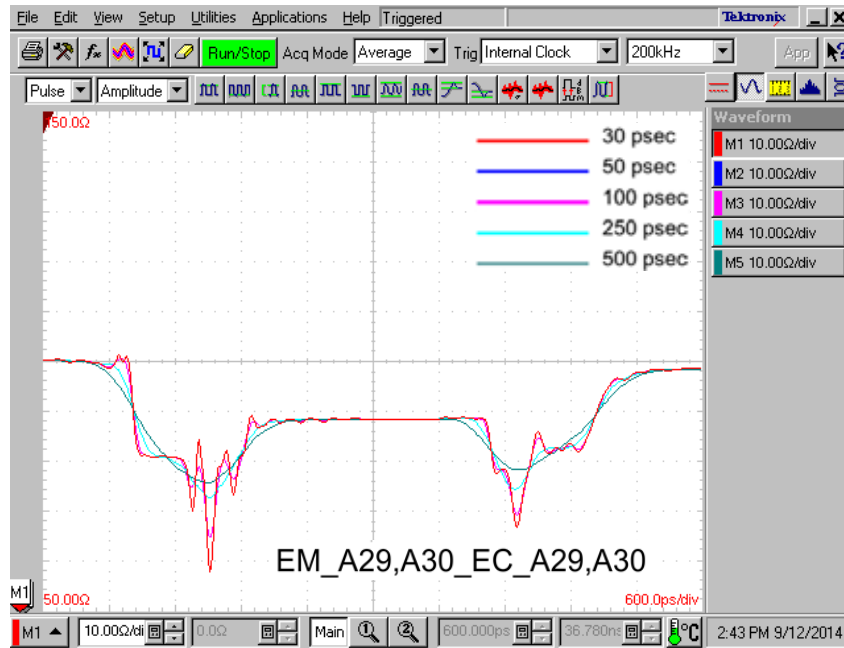 File Edit View Setup Utilities Applications Help Triggered Tektronix
Run/Stop Acq Mode Average Trig Internal Clock 200kHz App
Pulse Amplitude
150.0Ω
Waveform
M1 10.00Ω/div
M2 10.00Ω/div
M3 10.00Ω/div
M4 10.00Ω/div
M5 10.00Ω/div
30 psec
50 psec
100 psec
250 psec
500 psec
EM_A29,A30_EC_A29,A30
M1
50.00Ω 600.0ps/div
M1 10.00Ω/di 0.0Ω Main 600.000ps 36.780ns °C 2:43 PM 9/12/2014